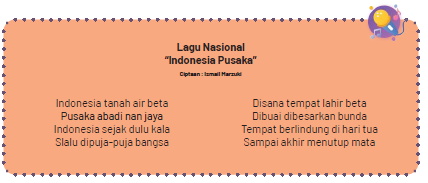 Lagu Nasional
“Indonesia Pusaka”
Ciptaan : Ismail Marzuki
Indonesia tanah air beta
Pusaka abadi nan jaya
Indonesia sejak dulu kala
Slalu dipuja-puja bangsa
Disana tempat lahir beta
Dibuai dibesarkan bunda
Tempat berlindung di hari tua
Sampai akhir menutup mata